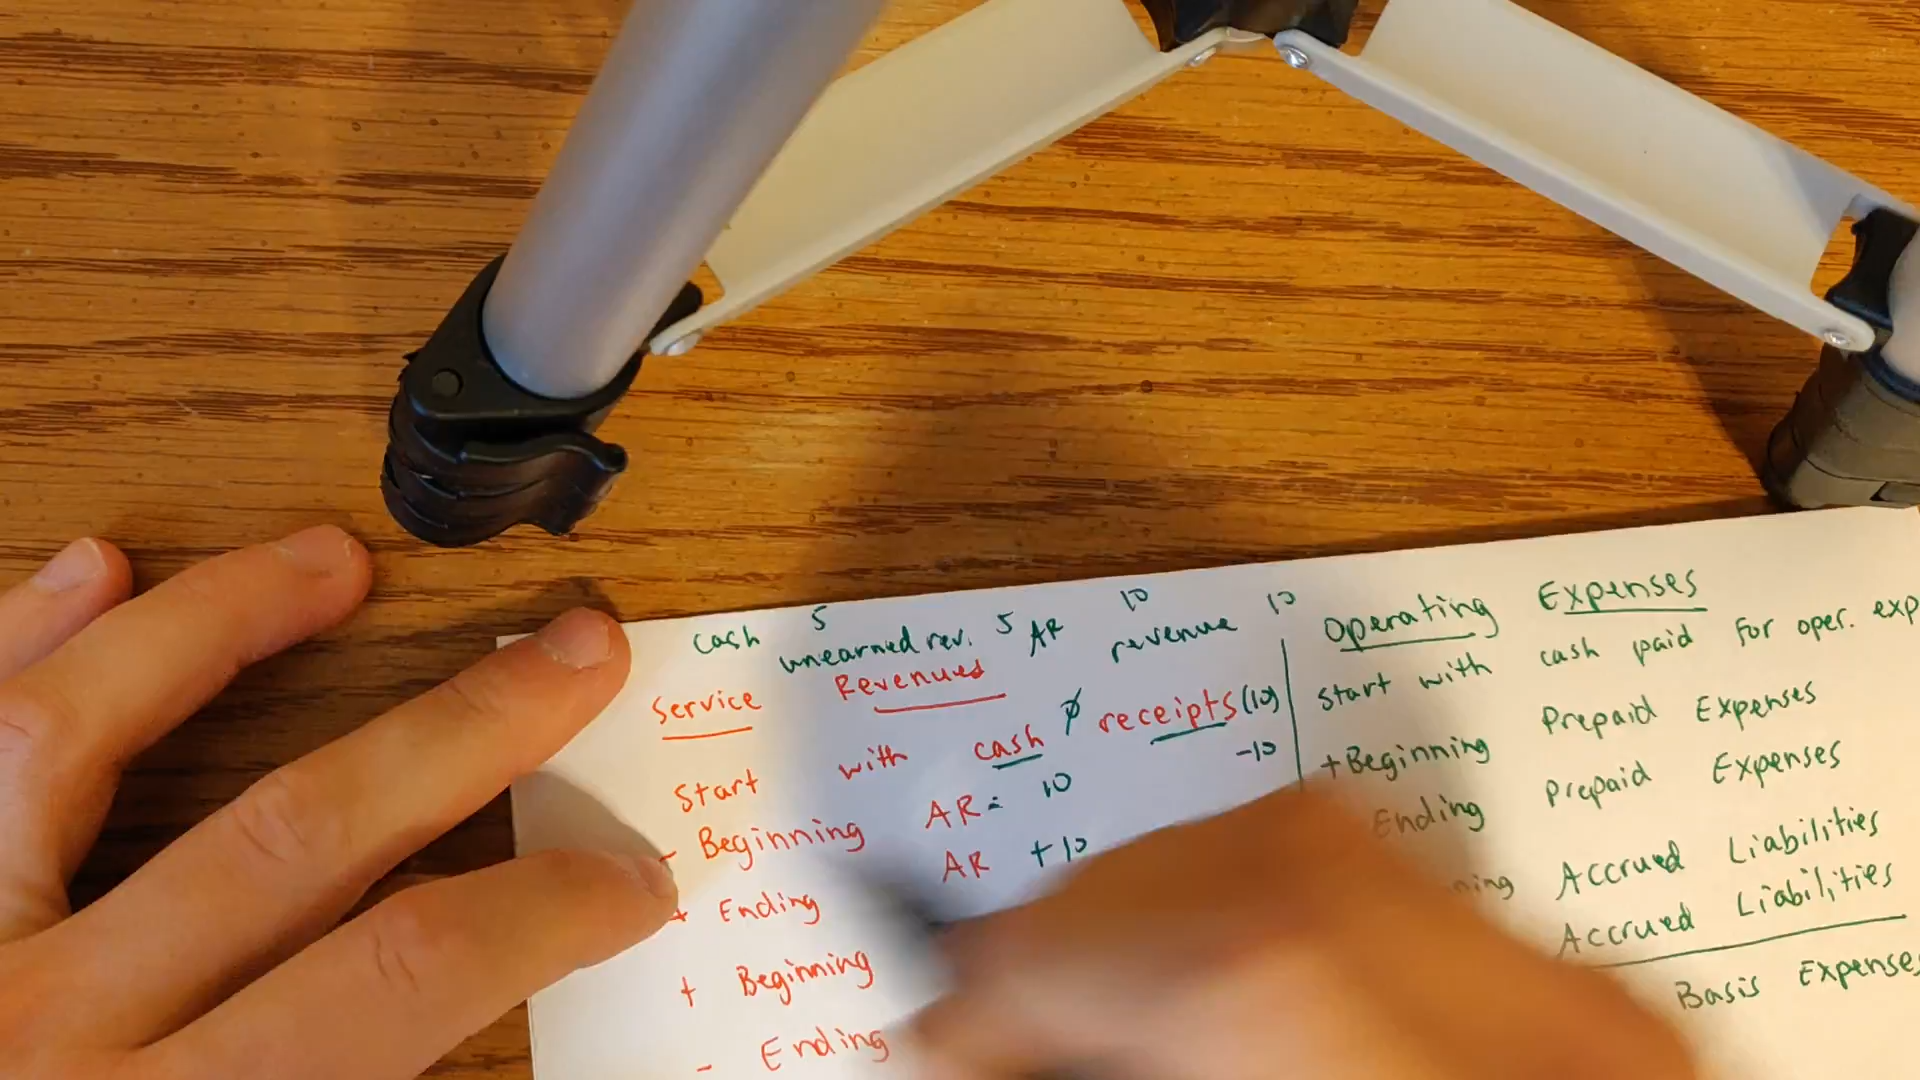 cash 5 unearned rev. 5 AR 10 revenue 10
Service Revenues
Start with cash receipts (10)
-10
- Beginning AR = 10
+ Ending AR + 10
+ Beginning
- Ending
Operating Expenses
Start with cash paid for oper. exp
+ Beginning Prepaid Expenses
Ending Prepaid Expenses
ning Accrued Liabilities
Accrued Liabilities
Basis Expenses